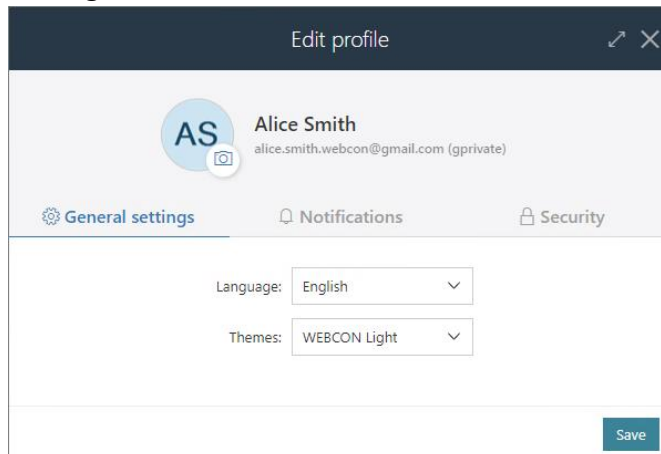 Edit profile
AS
Alice Smith
alice.smith.webcon@gmail.com (gprivate)
General settings
Notifications
Security
Language: English
Themes: WEBCON Light
Save